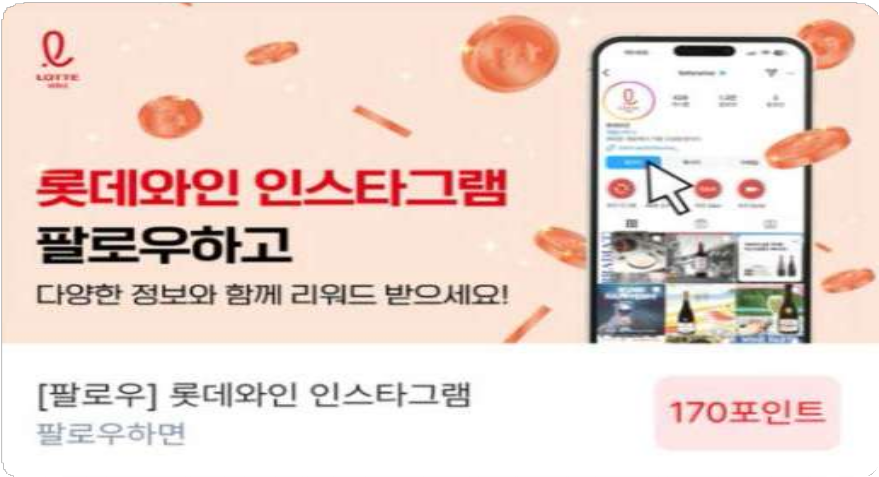 LOTTE
롯데와인 인스타그램
팔로우하고
다양한 정보와 함께 리워드 받으세요!
[팔로우] 롯데와인 인스타그램
팔로우하면
170포인트